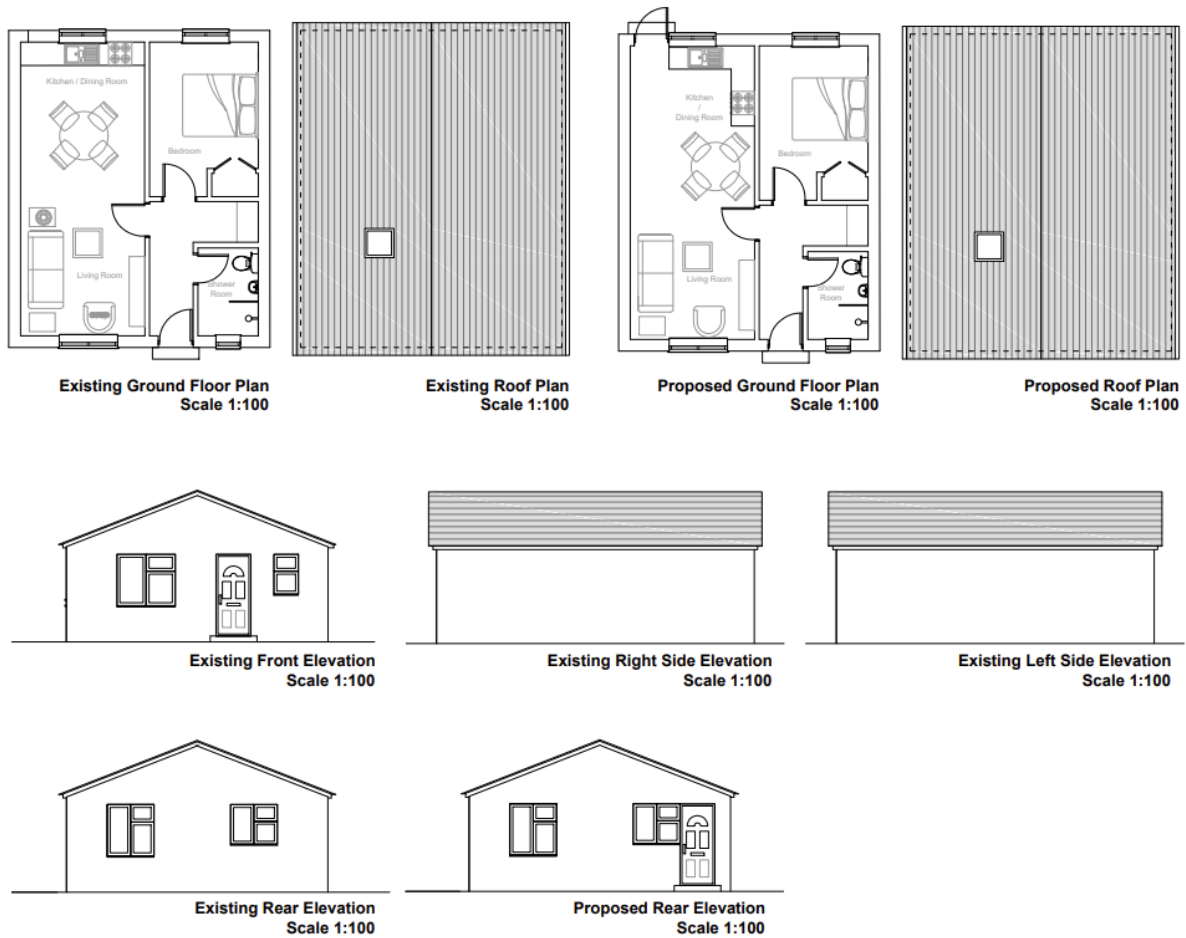 Kitchen / Dining Room
Bedroom
Living Room
Shower
Room
Existing Ground Floor Plan
Scale 1:100
Existing Roof Plan
Scale 1:100
Kitchen
/
Dining Room
Bedroom
Living Room
Shower
Room
Proposed Ground Floor Plan
Scale 1:100
Proposed Roof Plan
Scale 1:100
Existing Front Elevation
Scale 1:100
Existing Right Side Elevation
Scale 1:100
Existing Left Side Elevation
Scale 1:100
Existing Rear Elevation
Scale 1:100
Proposed Rear Elevation
Scale 1:100